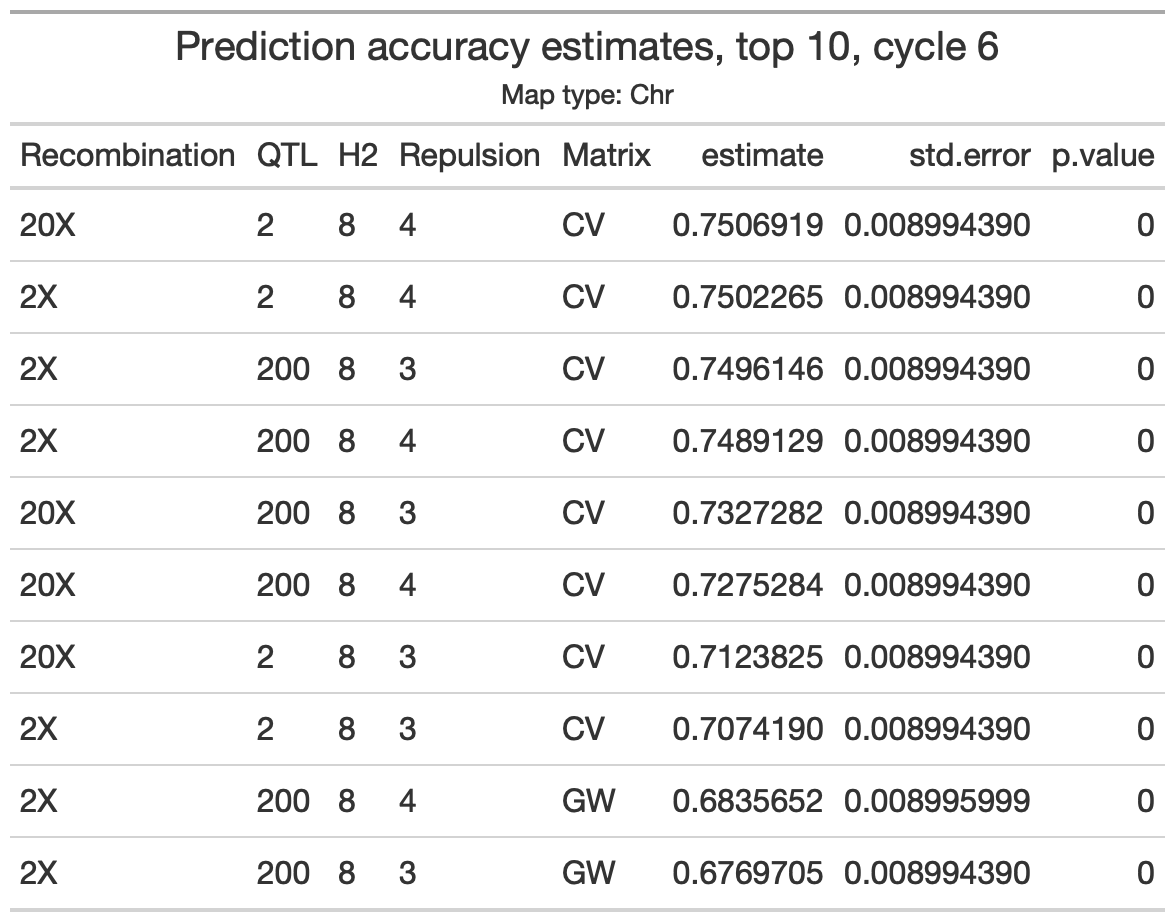 Prediction accuracy estimates, top 10, cycle 6
Map type: Chr
Recombination QTL H2 Repulsion Matrix estimate std.error p.value
20X 2 8 4 CV 0.7506919 0.008994390 0
2X 2 8 4 CV 0.7502265 0.008994390 0
2X 200 8 3 CV 0.7496146 0.008994390 0
2X 200 8 4 CV 0.7489129 0.008994390 0
20X 200 8 3 CV 0.7327282 0.008994390 0
20X 200 8 4 CV 0.7275284 0.008994390 0
20X 2 8 3 CV 0.7123825 0.008994390 0
2X 2 8 3 CV 0.7074190 0.008994390 0
2X 200 8 4 GW 0.6835652 0.008995999 0
2X 200 8 3 GW 0.6769705 0.008994390 0